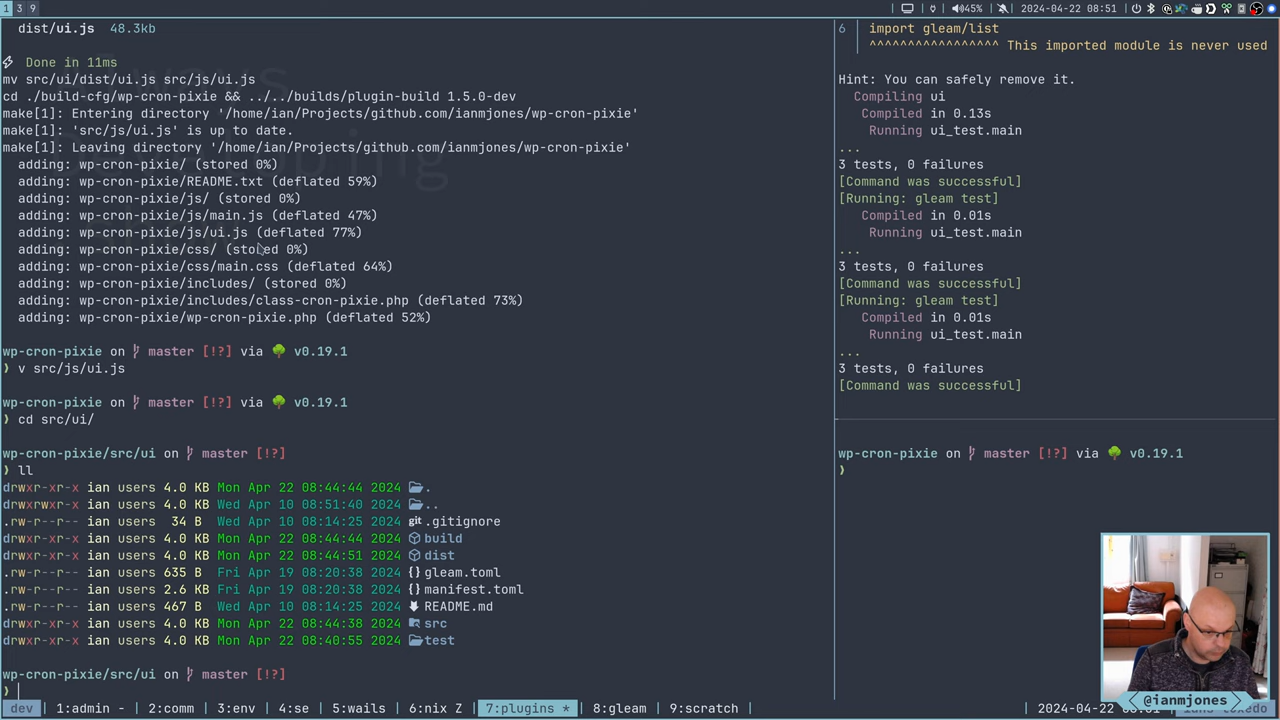 1 3 9
45%
2024-04-22 08:51
dist/ui.js 48.3kb
Done in 11ms
mv src/ui/dist/ui.js src/js/ui.js
cd ./build-cfg/wp-cron-pixie && ../../builds/plugin-build 1.5.0-dev
make[1]: Entering directory '/home/ian/Projects/github.com/ianmjones/wp-cron-pixie'
make[1]: 'src/js/ui.js' is up to date.
make[1]: Leaving directory '/home/ian/Projects/github.com/ianmjones/wp-cron-pixie'
adding: wp-cron-pixie/ (stored 0%)
adding: wp-cron-pixie/README.txt (deflated 59%)
adding: wp-cron-pixie/js/ (stored 0%)
adding: wp-cron-pixie/js/main.js (deflated 47%)
adding: wp-cron-pixie/js/ui.js (deflated 77%)
adding: wp-cron-pixie/css/ (stored 0%)
adding: wp-cron-pixie/css/main.css (deflated 64%)
adding: wp-cron-pixie/includes/ (stored 0%)
adding: wp-cron-pixie/includes/class-cron-pixie.php (deflated 73%)
adding: wp-cron-pixie/wp-cron-pixie.php (deflated 52%)
wp-cron-pixie on master [!?] via v0.19.1
❯ v src/js/ui.js
wp-cron-pixie on master [!?] via v0.19.1
❯ cd src/ui/
wp-cron-pixie/src/ui on master [!?]
❯ ll
drwxr-xr-x ian users 4.0 KB Mon Apr 22 08:44:44 2024 .
drwxrwxr-x ian users 4.0 KB Wed Apr 10 08:51:40 2024 ..
.rw-r--r-- ian users 34 B Wed Apr 10 08:14:25 2024 .gitignore
drwxr-xr-x ian users 4.0 KB Mon Apr 22 08:44:44 2024 build
drwxr-xr-x ian users 4.0 KB Mon Apr 22 08:44:51 2024 dist
.rw-r--r-- ian users 635 B Fri Apr 19 08:20:38 2024 gleam.toml
.rw-r--r-- ian users 2.6 KB Fri Apr 19 08:20:38 2024 manifest.toml
.rw-r--r-- ian users 467 B Wed Apr 10 08:14:25 2024 README.md
drwxr-xr-x ian users 4.0 KB Mon Apr 22 08:44:38 2024 src
drwxr-xr-x ian users 4.0 KB Mon Apr 22 08:40:55 2024 test
wp-cron-pixie/src/ui on master [!?]
❯
6 │ import gleam/list
│ ^^^^^^^^^^^^^^^^^ This imported module is never used
Hint: You can safely remove it.
Compiling ui
Compiled in 0.13s
Running ui_test.main
...
3 tests, 0 failures
[Command was successful]
[Running: gleam test]
Compiled in 0.01s
Running ui_test.main
...
3 tests, 0 failures
[Command was successful]
[Running: gleam test]
Compiled in 0.01s
Running ui_test.main
...
3 tests, 0 failures
[Command was successful]
wp-cron-pixie on master [!?] via v0.19.1
❯
@ianmjones
dev 1:admin - 2:comm 3:env 4:se 5:wails 6:nix Z 7:plugins * 8:gleam 9:scratch
2024-04-22